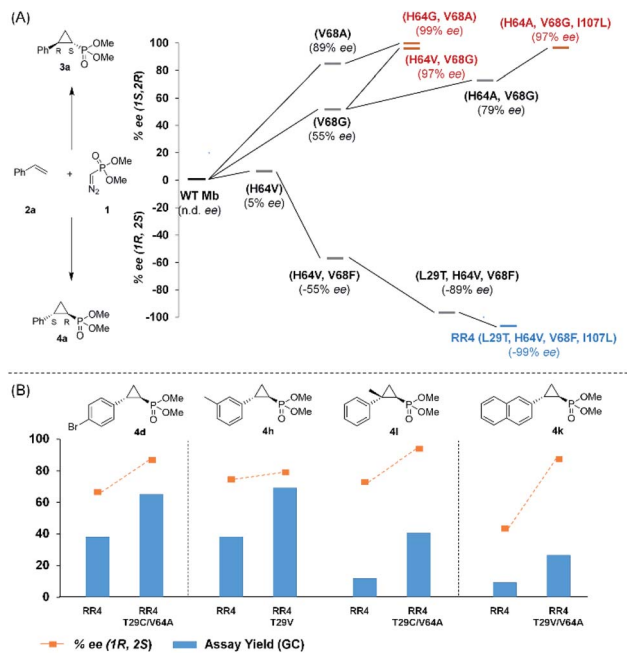 (A)
% ee (1S,2R)
% ee (1R, 2S)
100
80
60
40
20
0
-20
-40
-60
-80
-100
Ph
R S
P
O
OMe
OMe
3a
Ph
+
O
P
OMe
OMe
N2
2a
1
Ph
S R
P
O
OMe
OMe
4a
WT Mb
(n.d. ee)
(V68A)
(89% ee)
(V68G)
(55% ee)
(H64V)
(5% ee)
(H64G, V68A)
(99% ee)
(H64V, V68G)
(97% ee)
(H64A, V68G)
(79% ee)
(H64A, V68G, I107L)
(97% ee)
(H64V, V68F)
(-55% ee)
(L29T, H64V, V68F)
(-89% ee)
RR4 (L29T, H64V, V68F, I107L)
(-99% ee)
(B)
Br
P
O
OMe
OMe
4d
P
O
OMe
OMe
4h
P
O
OMe
OMe
4l
P
O
OMe
OMe
4k
100
80
60
40
20
0
RR4
RR4
T29C/V64A
RR4
RR4
T29V
RR4
RR4
T29C/V64A
RR4
RR4
T29V/V64A
% ee (1R, 2S)
Assay Yield (GC)